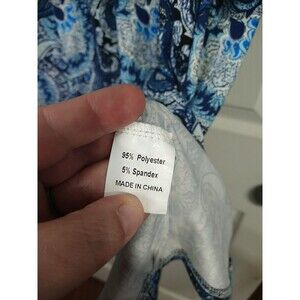 95% Polyester
5% Spandex
MADE IN CHINA